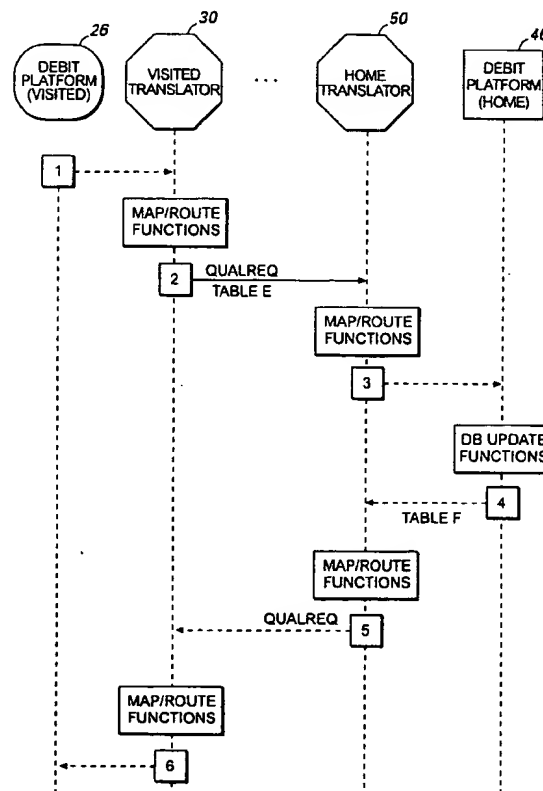 26
30
50
46
DEBIT
PLATFORM
(VISITED)
VISITED
TRANSLATOR
...
HOME
TRANSLATOR
DEBIT
PLATFORM
(HOME)
1
MAP/ROUTE
FUNCTIONS
2
QUALREQ
TABLE E
MAP/ROUTE
FUNCTIONS
3
DB UPDATE
FUNCTIONS
4
TABLE F
MAP/ROUTE
FUNCTIONS
QUALREQ
5
MAP/ROUTE
FUNCTIONS
6